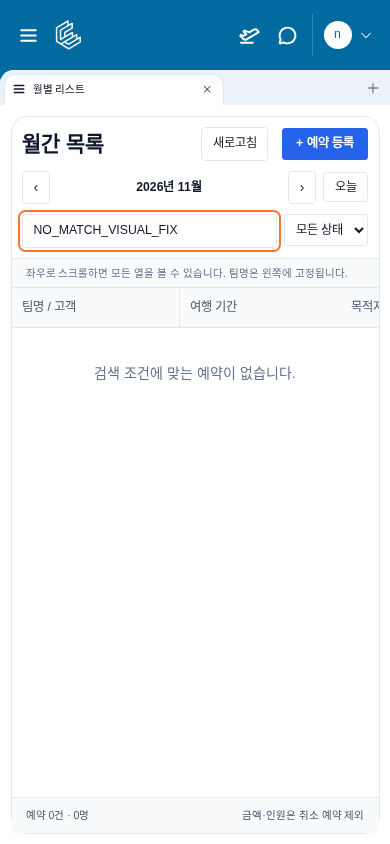 n
월별 리스트
월간 목록
새로고침
+ 예약 등록
2026년 11월
오늘
NO_MATCH_VISUAL_FIX
모든 상태
좌우로 스크롤하면 모든 열을 볼 수 있습니다. 팀명은 왼쪽에 고정됩니다.
팀명 / 고객
여행 기간
목적지
검색 조건에 맞는 예약이 없습니다.
예약 0건 · 0명
금액·인원은 취소 예약 제외